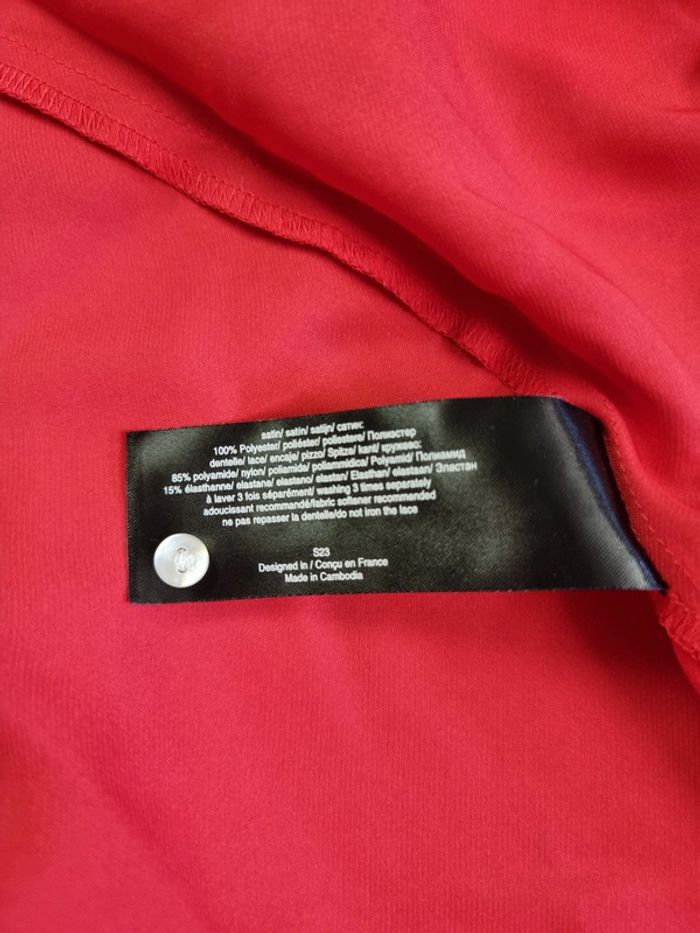 satin/ satin/ satijn/ сатин:
100% Polyester/ poliéster/ poliestere/ Полиэстер
dentelle/ lace/ encaje/ pizzo/ Spitze/ kant/ кружево:
85% polyamide/ nylon/ poliamida/ poliammidica/ Polyamid/ Полиамид
15% élasthanne/ elastane/ elastano/ elastan/ Elasthan/ elastaan/ Эластан
à laver 3 fois séparément/ washing 3 times separately
adoucissant recommandé/fabric softener recommended
ne pas repasser la dentelle/do not iron the lace
S23
Designed in / Conçu en France
Made in Cambodia